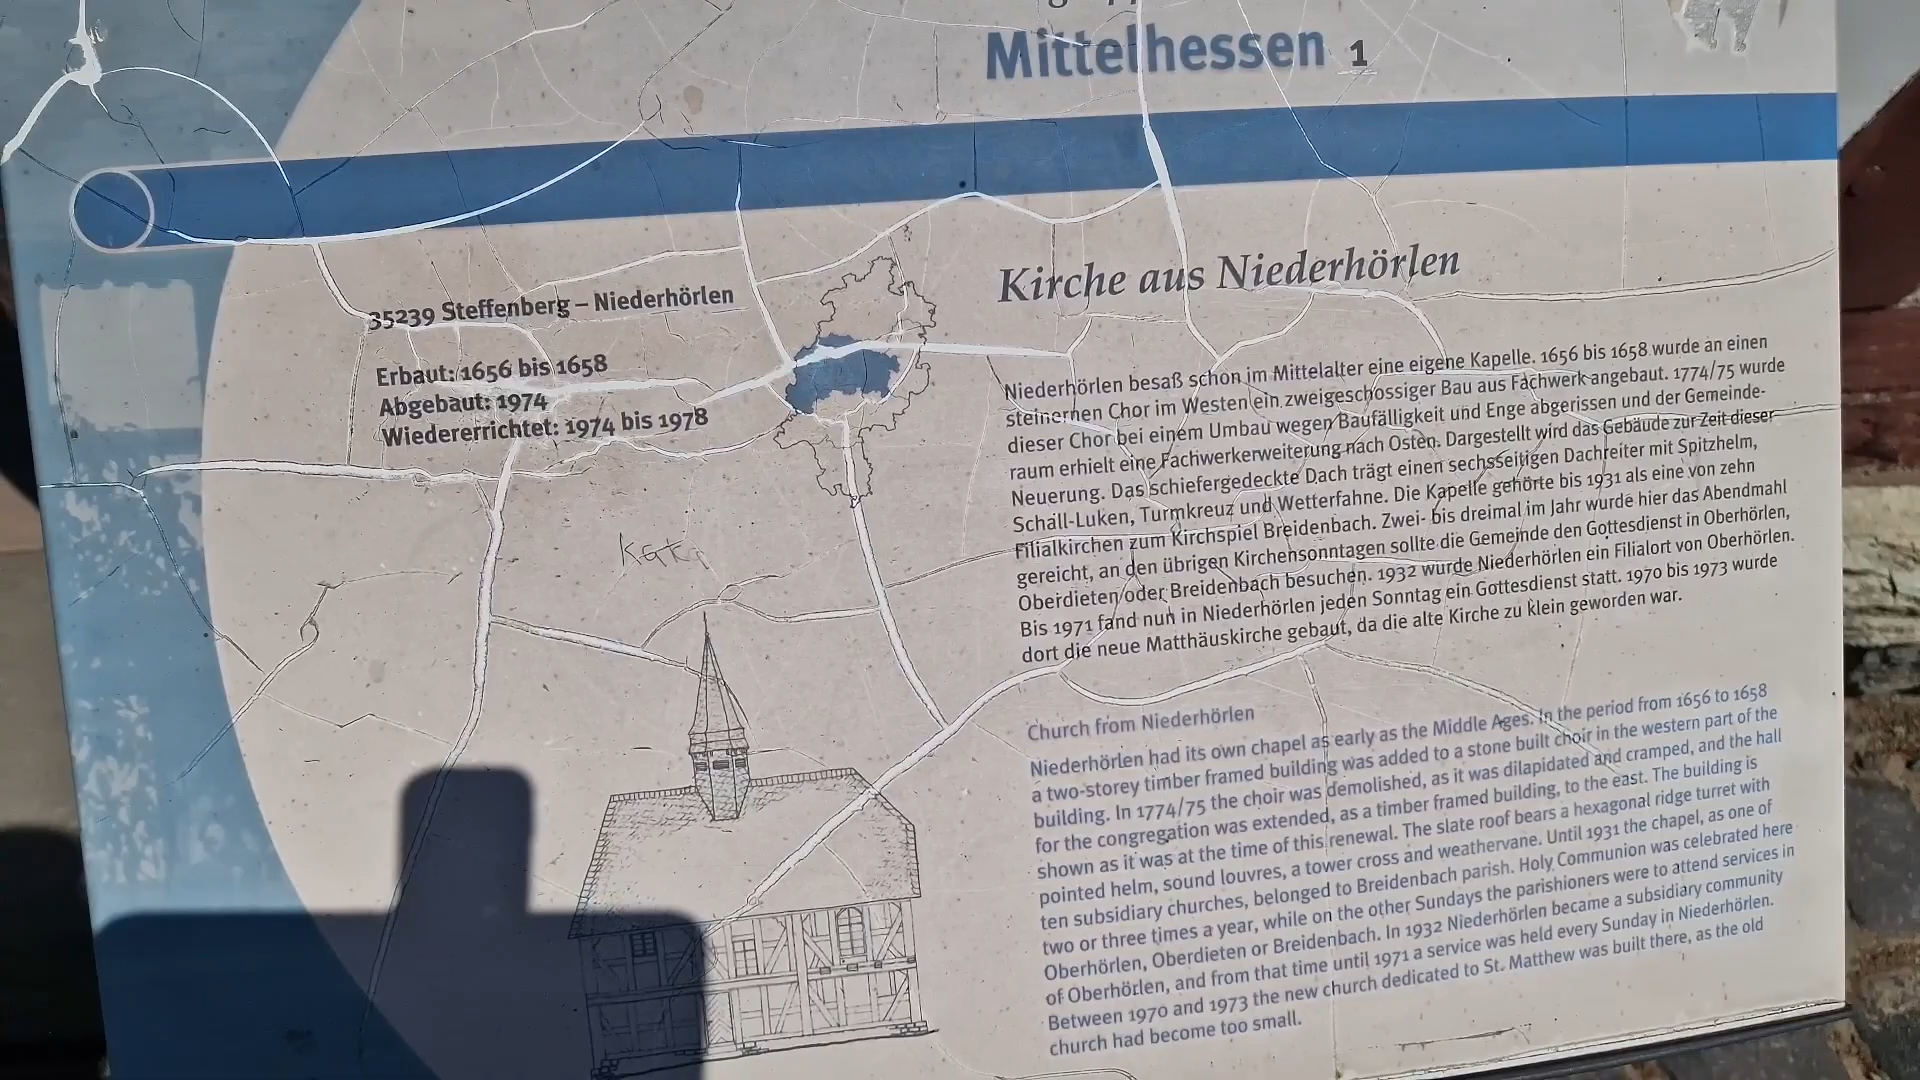 Mittelhessen 1
35239 Steffenberg – Niederhörlen
Erbaut: 1656 bis 1658
Abgebaut: 1974
Wiedererrichtet: 1974 bis 1978
Kirche aus Niederhörlen
Niederhörlen besaß schon im Mittelalter eine eigene Kapelle. 1656 bis 1658 wurde an einen
steinernen Chor im Westen ein zweigeschossiger Bau aus Fachwerk angebaut. 1774/75 wurde
dieser Chor bei einem Umbau wegen Baufälligkeit und Enge abgerissen und der Gemeinde-
raum erhielt eine Fachwerkerweiterung nach Osten. Dargestellt wird das Gebäude zur Zeit dieser
Neuerung. Das schiefergedeckte Dach trägt einen sechsseitigen Dachreiter mit Spitzhelm,
Schall-Luken, Turmkreuz und Wetterfahne. Die Kapelle gehörte bis 1931 als eine von zehn
Filialkirchen zum Kirchspiel Breidenbach. Zwei- bis dreimal im Jahr wurde hier das Abendmahl
gereicht, an den übrigen Kirchensonntagen sollte die Gemeinde den Gottesdienst in Oberhörlen,
Oberdieten oder Breidenbach besuchen. 1932 wurde Niederhörlen ein Filialort von Oberhörlen.
Bis 1971 fand nun in Niederhörlen jeden Sonntag ein Gottesdienst statt. 1970 bis 1973 wurde
dort die neue Matthäuskirche gebaut, da die alte Kirche zu klein geworden war.
Church from Niederhörlen
Niederhörlen had its own chapel as early as the Middle Ages. In the period from 1656 to 1658
a two-storey timber framed building was added to a stone built choir in the western part of the
building. In 1774/75 the choir was demolished, as it was dilapidated and cramped, and the hall
for the congregation was extended, as a timber framed building, to the east. The building is
shown as it was at the time of this renewal. The slate roof bears a hexagonal ridge turret with
pointed helm, sound louvres, a tower cross and weathervane. Until 1931 the chapel, as one of
ten subsidiary churches, belonged to Breidenbach parish. Holy Communion was celebrated here
two or three times a year, while on the other Sundays the parishioners were to attend services in
Oberhörlen, Oberdieten or Breidenbach. In 1932 Niederhörlen became a subsidiary community
of Oberhörlen, and from that time until 1971 a service was held every Sunday in Niederhörlen.
Between 1970 and 1973 the new church dedicated to St. Matthew was built there, as the old
church had become too small.